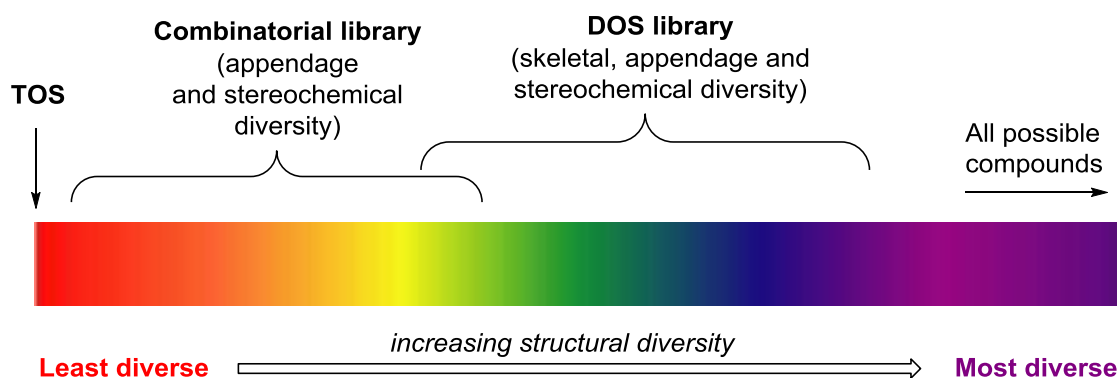 TOS
Combinatorial library
(appendage
and stereochemical
diversity)
DOS library
(skeletal, appendage and
stereochemical diversity)
All possible
compounds
increasing structural diversity
Least diverse
Most diverse